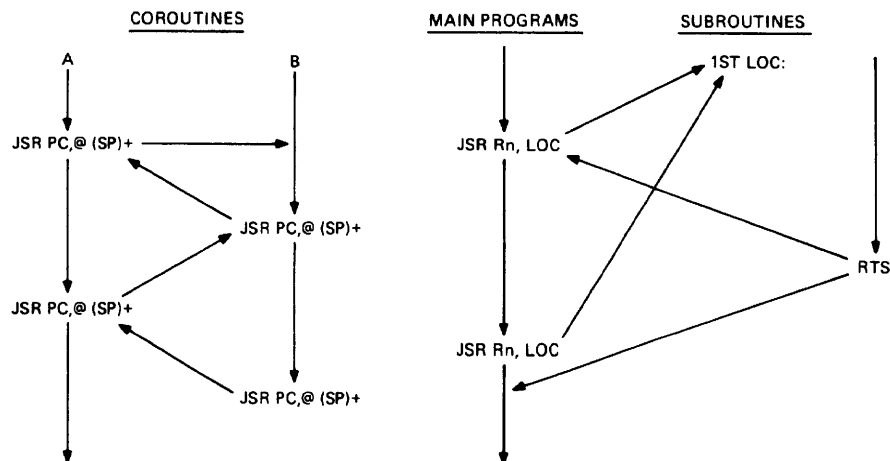 COROUTINES
A
B
JSR PC,@ (SP)+
JSR PC,@ (SP)+
JSR PC,@ (SP)+
JSR PC,@ (SP)+
MAIN PROGRAMS
SUBROUTINES
1ST LOC:
JSR Rn, LOC
RTS
JSR Rn, LOC